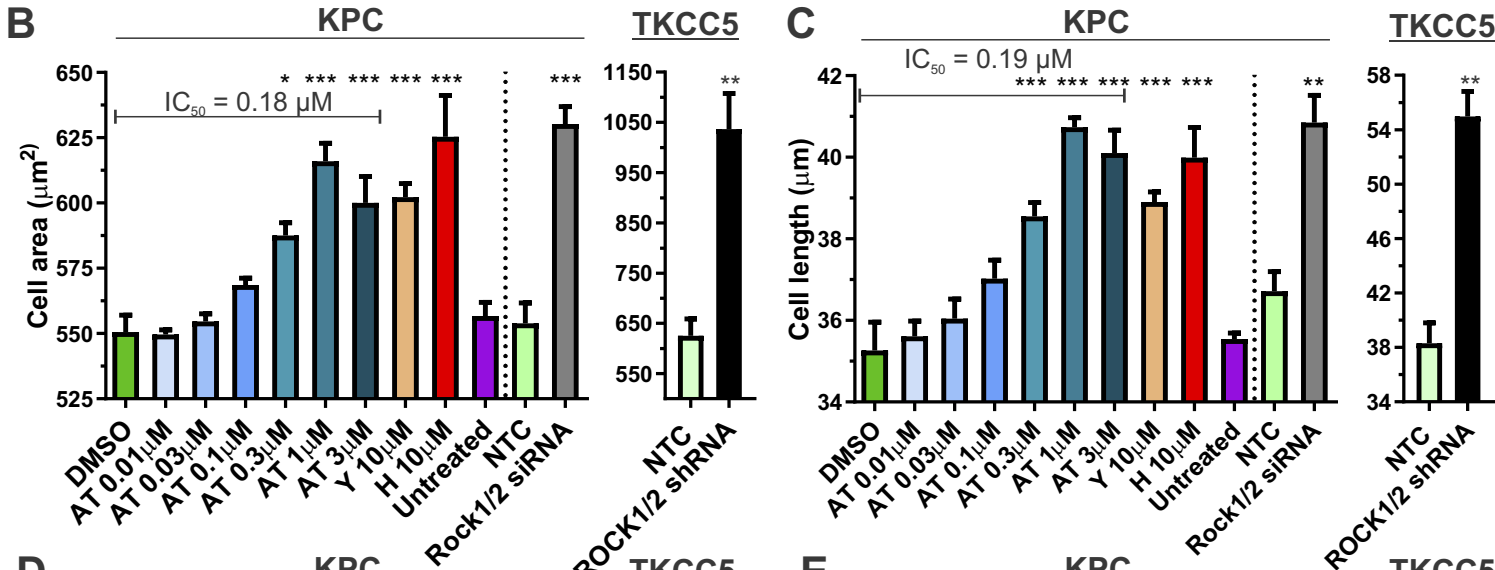 B
KPC
TKCC5
650
625
600
575
550
525
Cell area (μm²)
IC₅₀ = 0.18 μM
* *** *** *** *** ***
DMSO
AT 0.01μM
AT 0.03μM
AT 0.1μM
AT 0.3μM
AT 1μM
AT 3μM
Y 10μM
H 10μM
Untreated
NTC
Rock1/2 siRNA
1150
1050
950
850
750
650
550
**
NTC
ROCK1/2 shRNA
C
KPC
TKCC5
IC₅₀ = 0.19 μM
42
40
38
36
34
Cell length (μm)
*** *** *** *** *** **
DMSO
AT 0.01μM
AT 0.03μM
AT 0.1μM
AT 0.3μM
AT 1μM
AT 3μM
Y 10μM
H 10μM
Untreated
NTC
Rock1/2 siRNA
58
54
50
46
42
38
34
**
NTC
ROCK1/2 shRNA
D
KPC
TKCC5
E
KPC
TKCC5